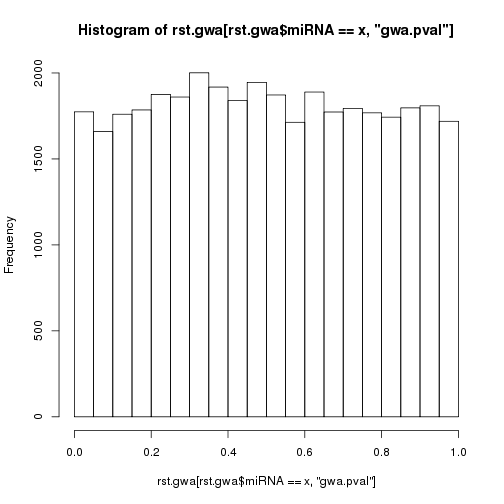 Histogram of rst.gwa[rst.gwa$miRNA == x, "gwa.pval"]
2000
1500
1000
500
0
Frequency
0.0 0.2 0.4 0.6 0.8 1.0
rst.gwa[rst.gwa$miRNA == x, "gwa.pval"]